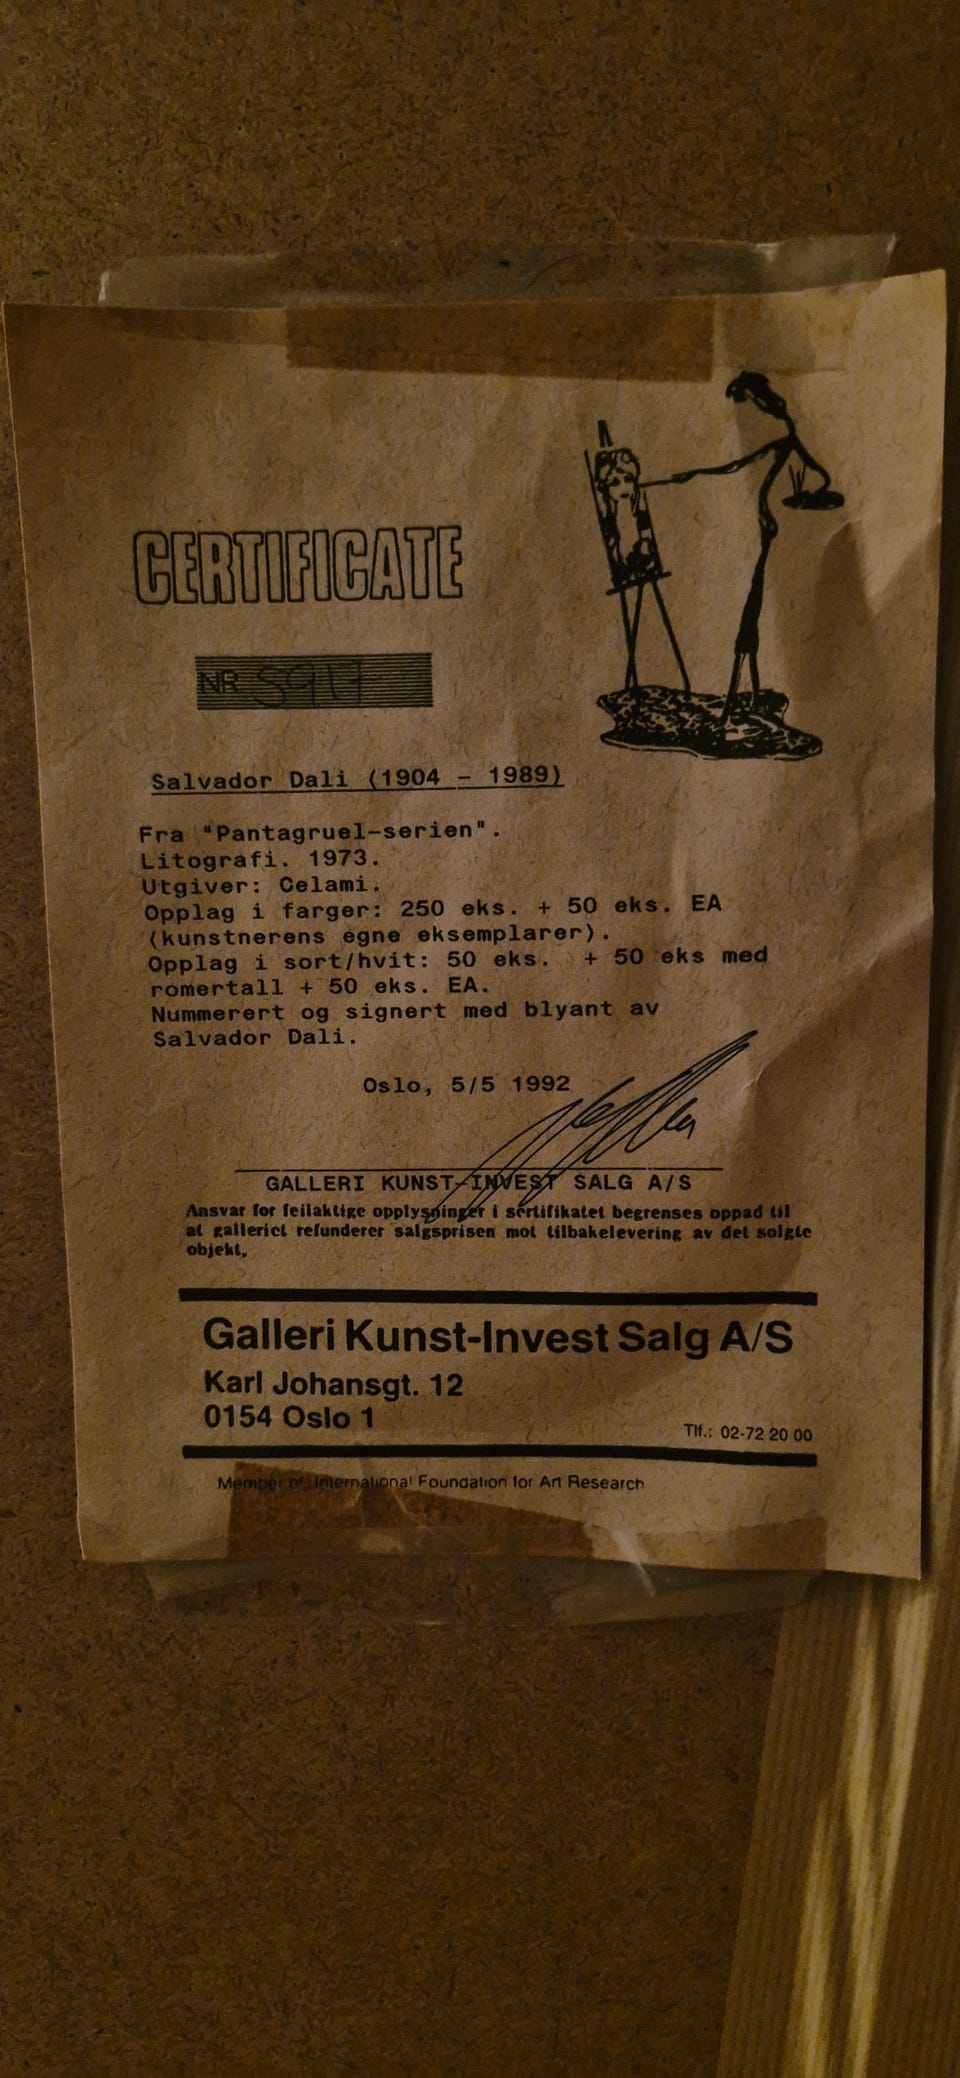 CERTIFICATE
NR 5917
Salvador Dali (1904 - 1989)
Fra "Pantagruel-serien".
Litografi. 1973.
Utgiver: Celami.
Opplag i farger: 250 eks. + 50 eks. EA
(kunstnerens egne eksemplarer).
Opplag i sort/hvit: 50 eks. + 50 eks med
romertall + 50 eks. EA.
Nummerert og signert med blyant av
Salvador Dali.
Oslo, 5/5 1992
GALLERI KUNST-INVEST SALG A/S
Ansvar for feilaktige opplysninger i sertifikatet begrenses oppad til
at galleriet refunderer salgsprisen mot tilbakelevering av det solgte
objekt.
Galleri Kunst-Invest Salg A/S
Karl Johansgt. 12
0154 Oslo 1
Tlf.: 02-72 20 00
Member of International Foundation for Art Research